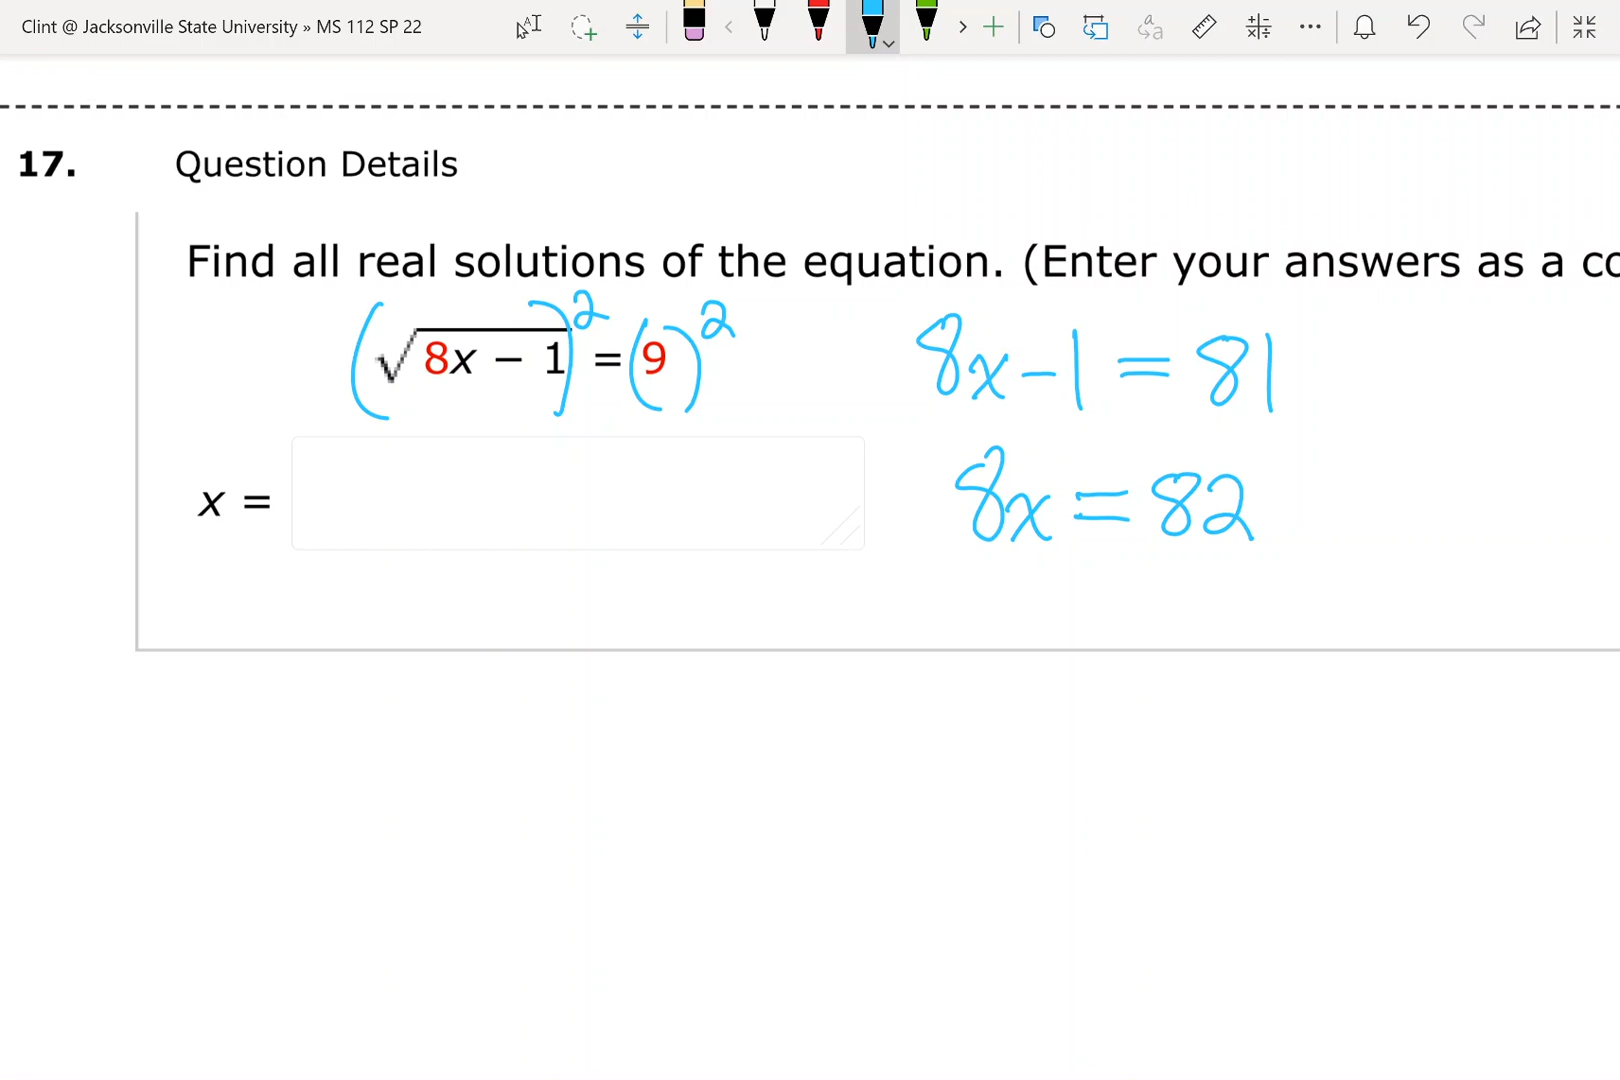 Clint @ Jacksonville State University » MS 112 SP 22
17. Question Details
Find all real solutions of the equation. (Enter your answers as a co
(√8x − 1)² = (9)²
8x-1 = 81
x =
8x = 82